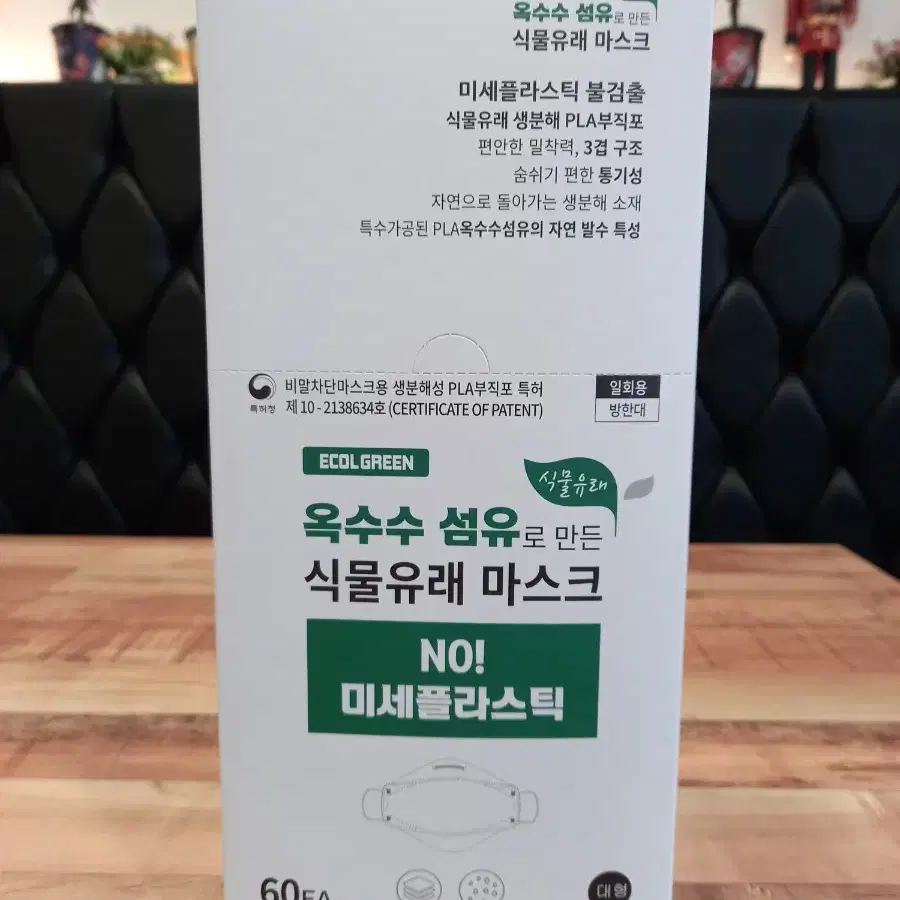 옥수수 섬유로 만든
식물유래 마스크
미세플라스틱 불검출
식물유래 생분해 PLA부직포
편안한 밀착력, 3겹 구조
숨쉬기 편한 통기성
자연으로 돌아가는 생분해 소재
특수가공된 PLA옥수수섬유의 자연 발수 특성
특허청
비말차단마스크용 생분해성 PLA부직포 특허
제 10 - 2138634호 (CERTIFICATE OF PATENT)
일회용
방한대
ECOL GREEN
식물유래
옥수수 섬유로 만든
식물유래 마스크
NO!
미세플라스틱
60EA
대형